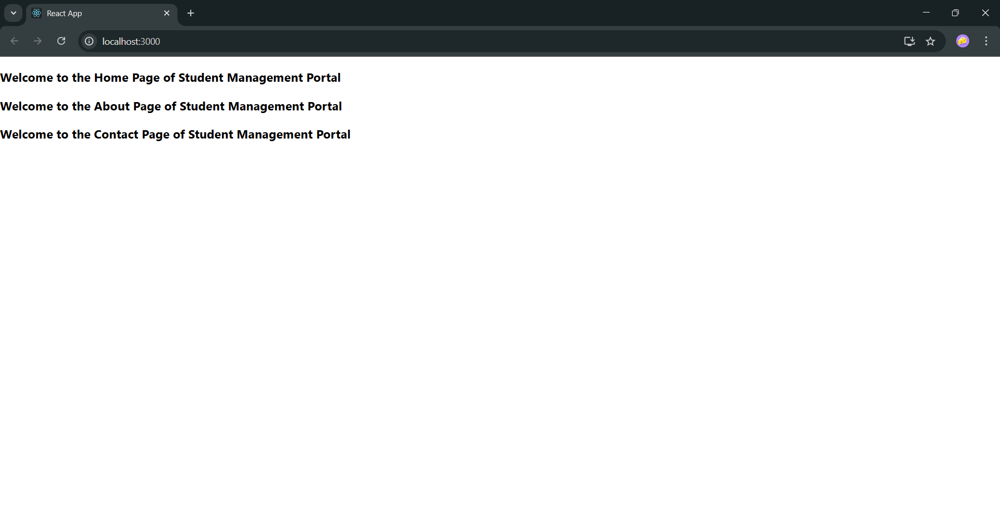 React App
localhost:3000
Welcome to the Home Page of Student Management Portal
Welcome to the About Page of Student Management Portal
Welcome to the Contact Page of Student Management Portal